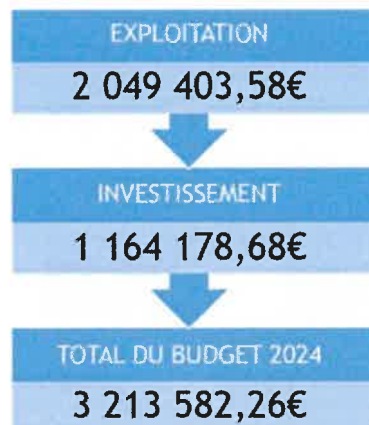 EXPLOITATION
2 049 403,58€
INVESTISSEMENT
1 164 178,68€
TOTAL DU BUDGET 2024
3 213 582,26€